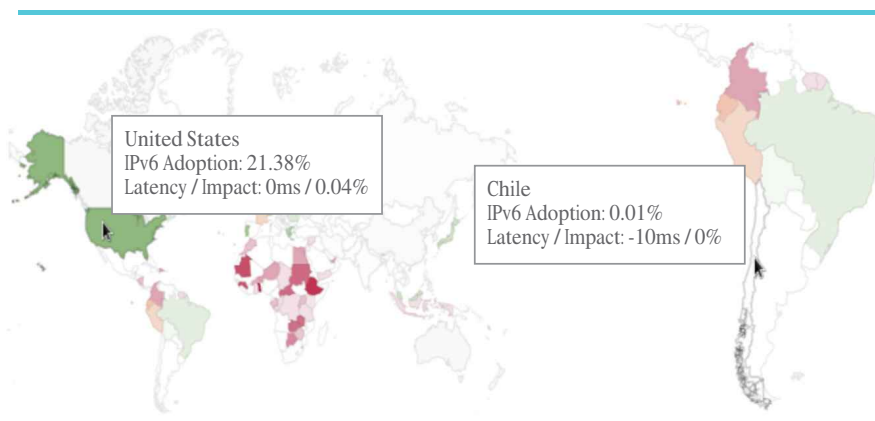 United States
IPv6 Adoption: 21.38%
Latency / Impact: 0ms / 0.04%
Chile
IPv6 Adoption: 0.01%
Latency / Impact: -10ms / 0%